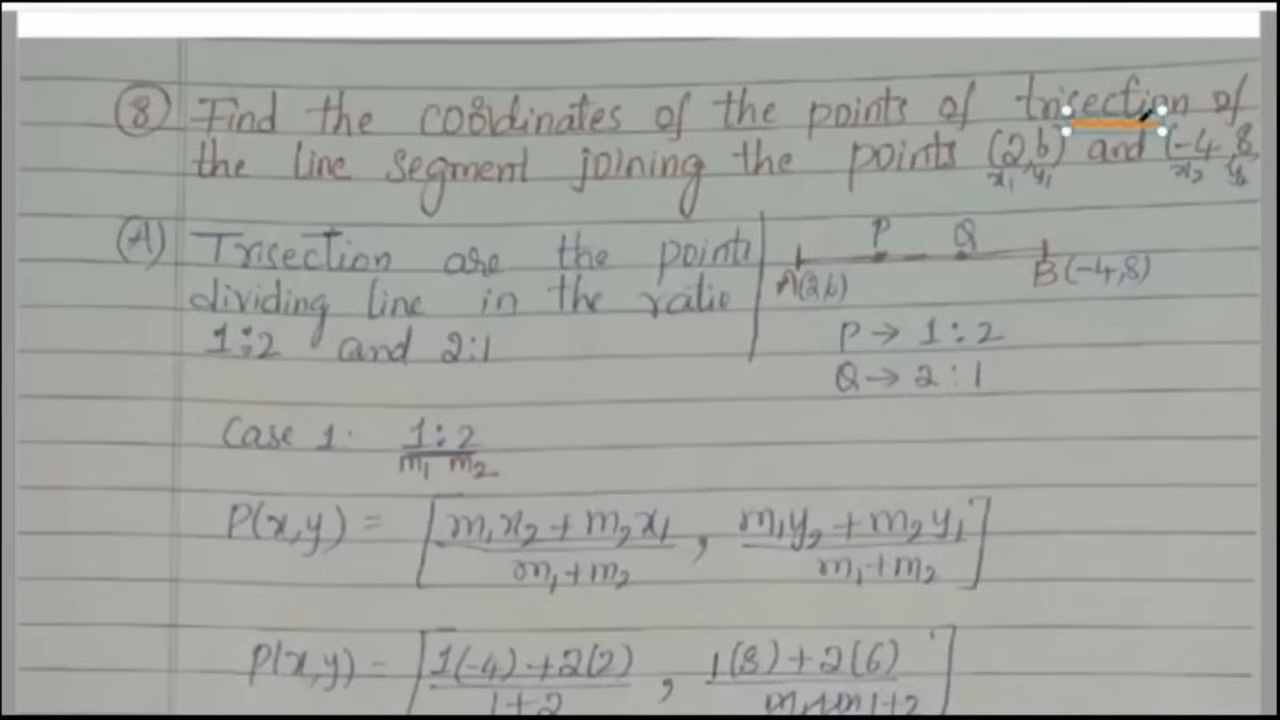 (8) Find the coordinates of the points of trisection of
the line segment joining the points (2,6) and (-4,8
x₁ y₁ x₂ y₂
(A) Trisection are the points
dividing line in the ratio
1:2 and 2:1
P Q
A(2,6) B(-4,8)
P → 1:2
Q → 2:1
Case 1: 1:2
m₁ m₂
P(x,y) = [m₁x₂+m₂x₁ / m₁+m₂ , m₁y₂+m₂y₁ / m₁+m₂]
P(x,y) = [1(-4)+2(2) / 1+2 , 1(8)+2(6) / 1+2]